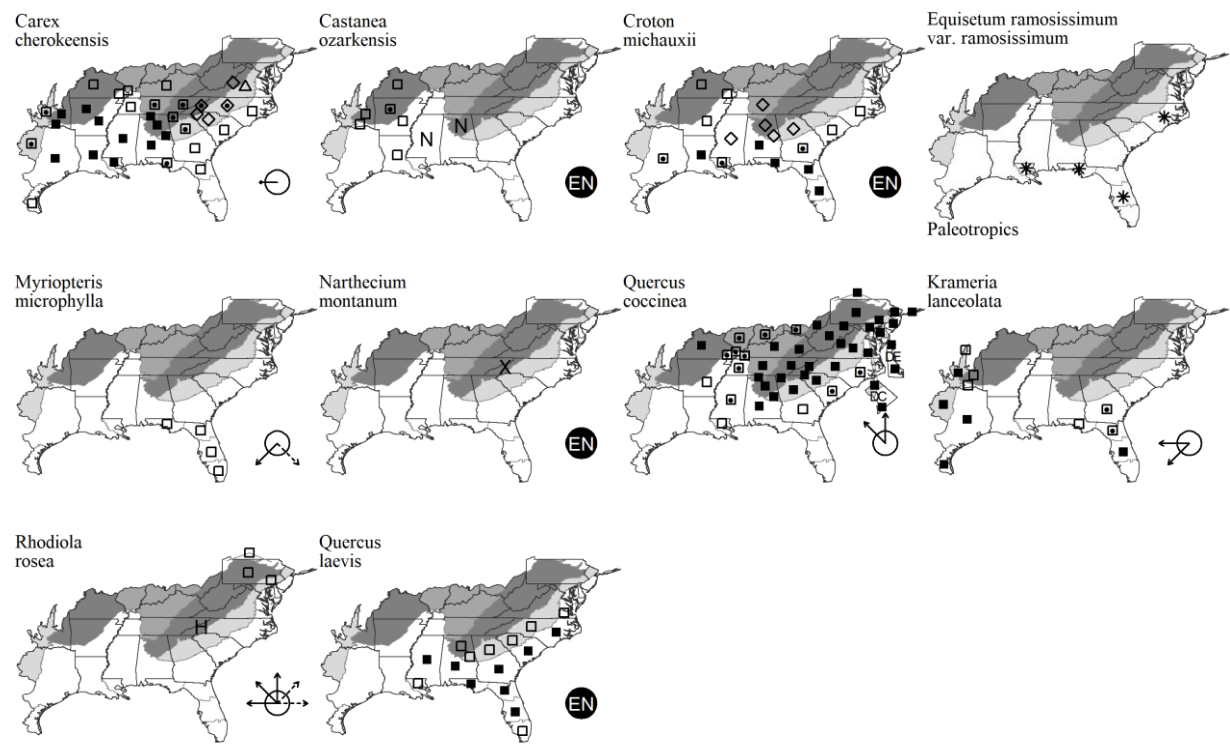 Carex
cherokeensis
Castanea
ozarkensis
Croton
michauxii
Equisetum ramosissimum
var. ramosissimum
N
N
EN
EN
Paleotropics
Myriopteris
microphylla
Narthecium
montanum
Quercus
coccinea
Krameria
lanceolata
X
DE
DC
EN
Rhodiola
rosea
Quercus
laevis
H
EN